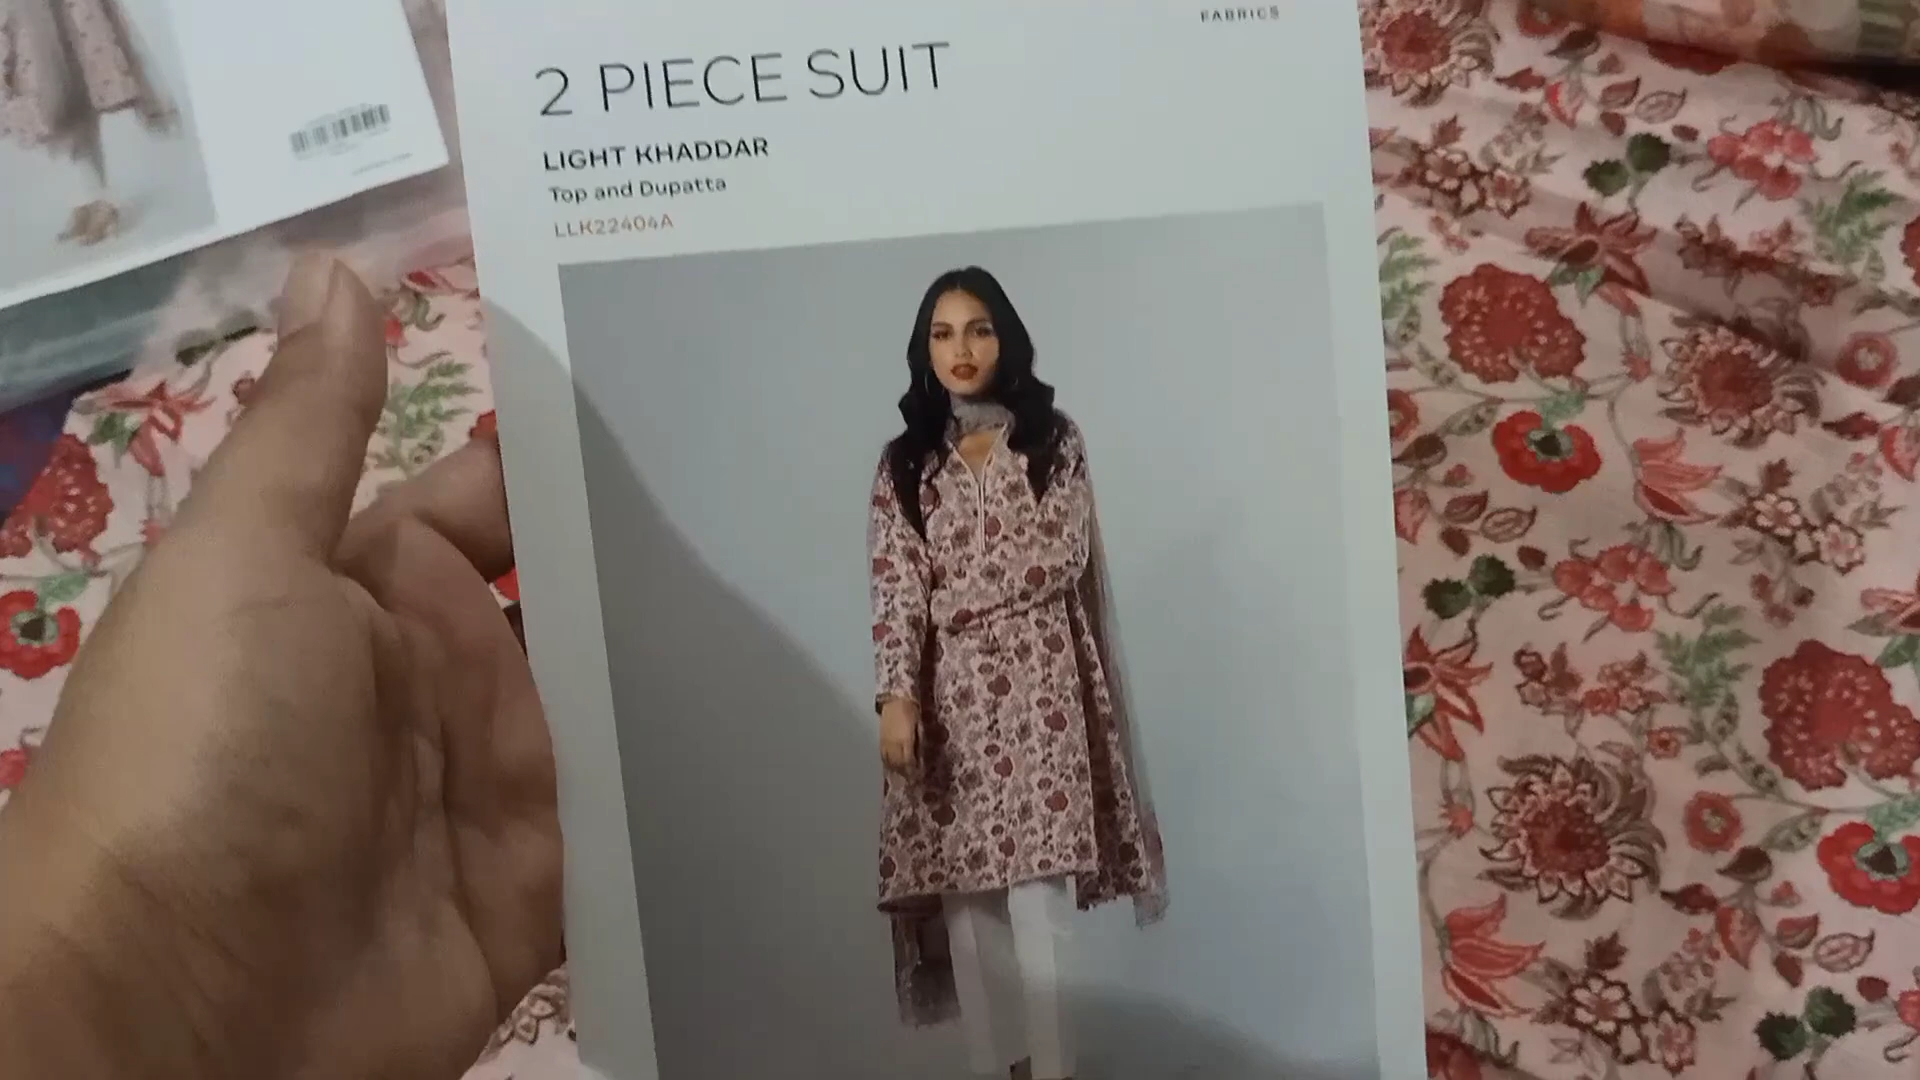 FABRICS
2 PIECE SUIT
LIGHT KHADDAR
Top and Dupatta
LLK22404A